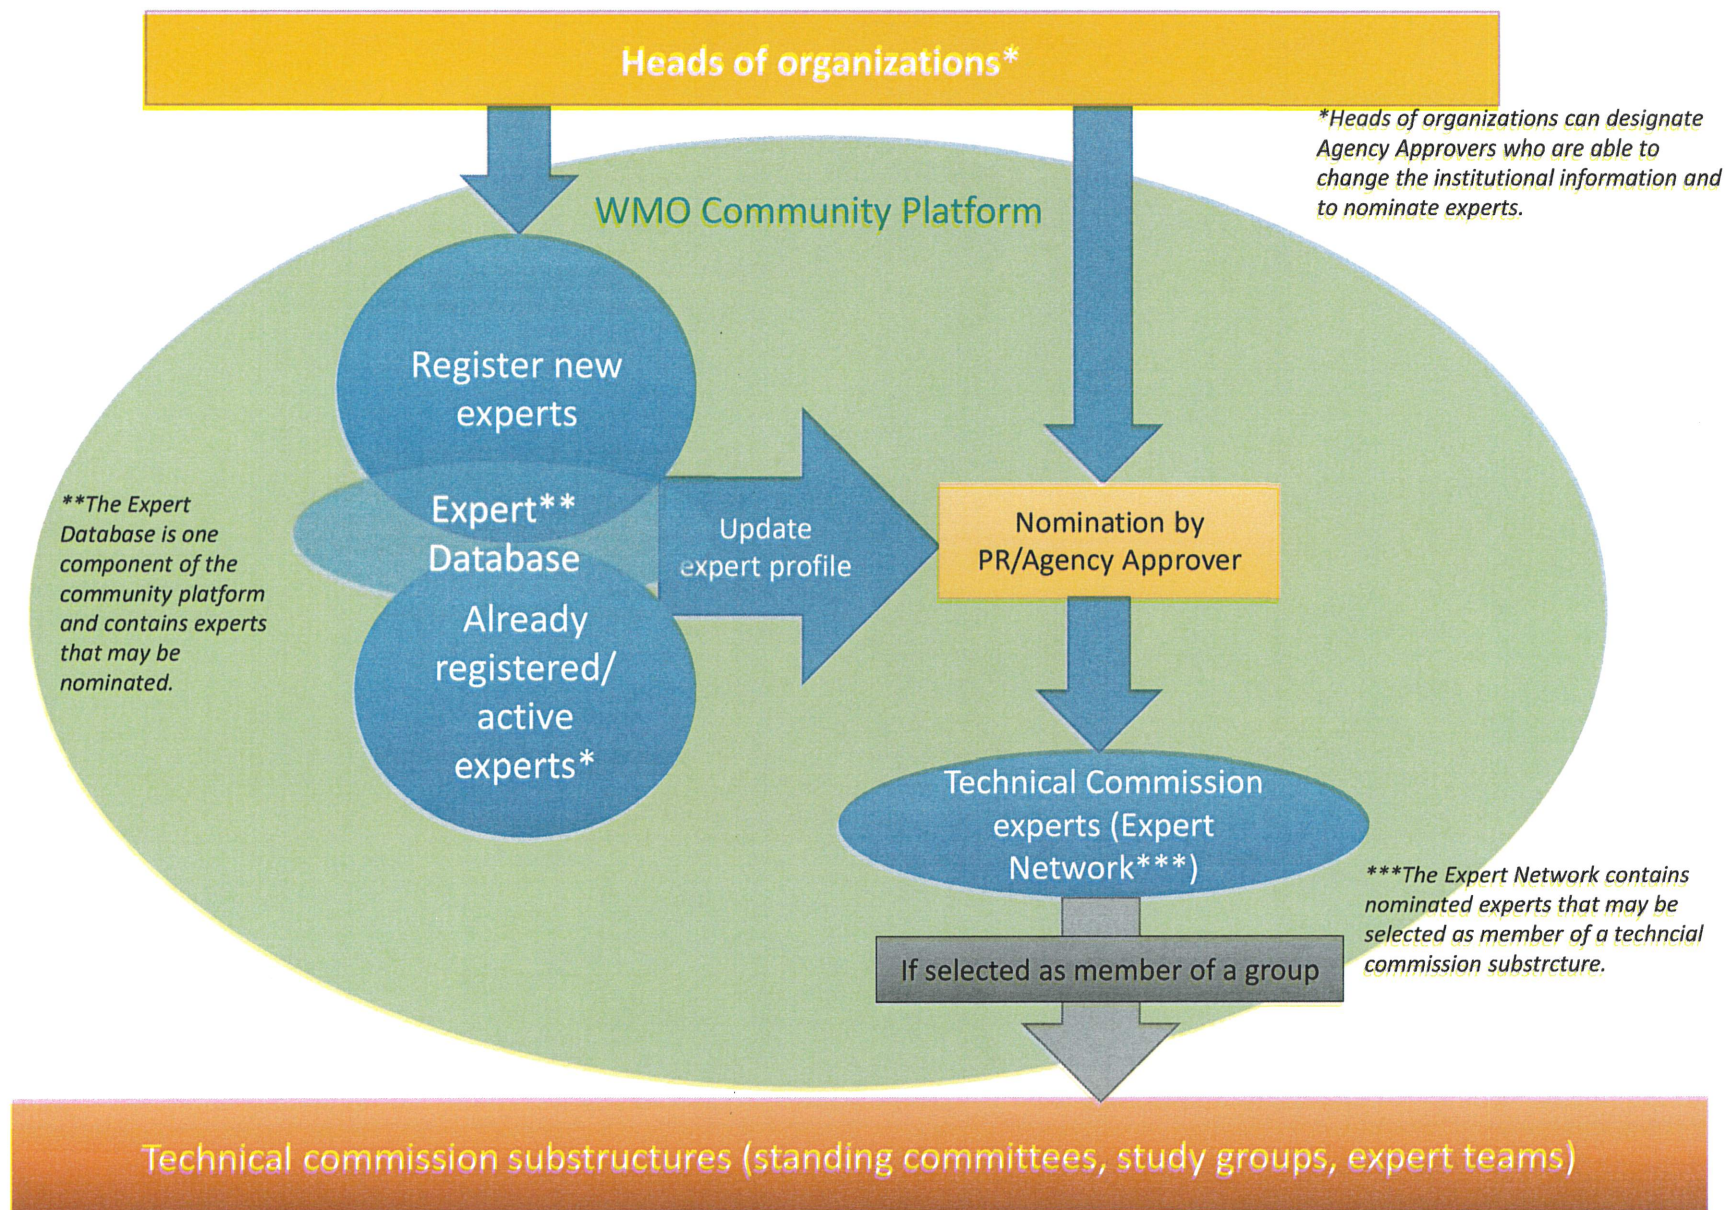 Heads of organizations*
*Heads of organizations can designate
Agency Approvers who are able to
change the institutional information and
to nominate experts.
WMO Community Platform
Register new
experts
**The Expert
Database is one
component of the
community platform
and contains experts
that may be
nominated.
Expert**
Database
Update
expert profile
Nomination by
PR/Agency Approver
Already
registered/
active
experts*
Technical Commission
experts (Expert
Network***)
***The Expert Network contains
nominated experts that may be
selected as member of a techncial
commission substrcture.
If selected as member of a group
Technical commission substructures (standing committees, study groups, expert teams)